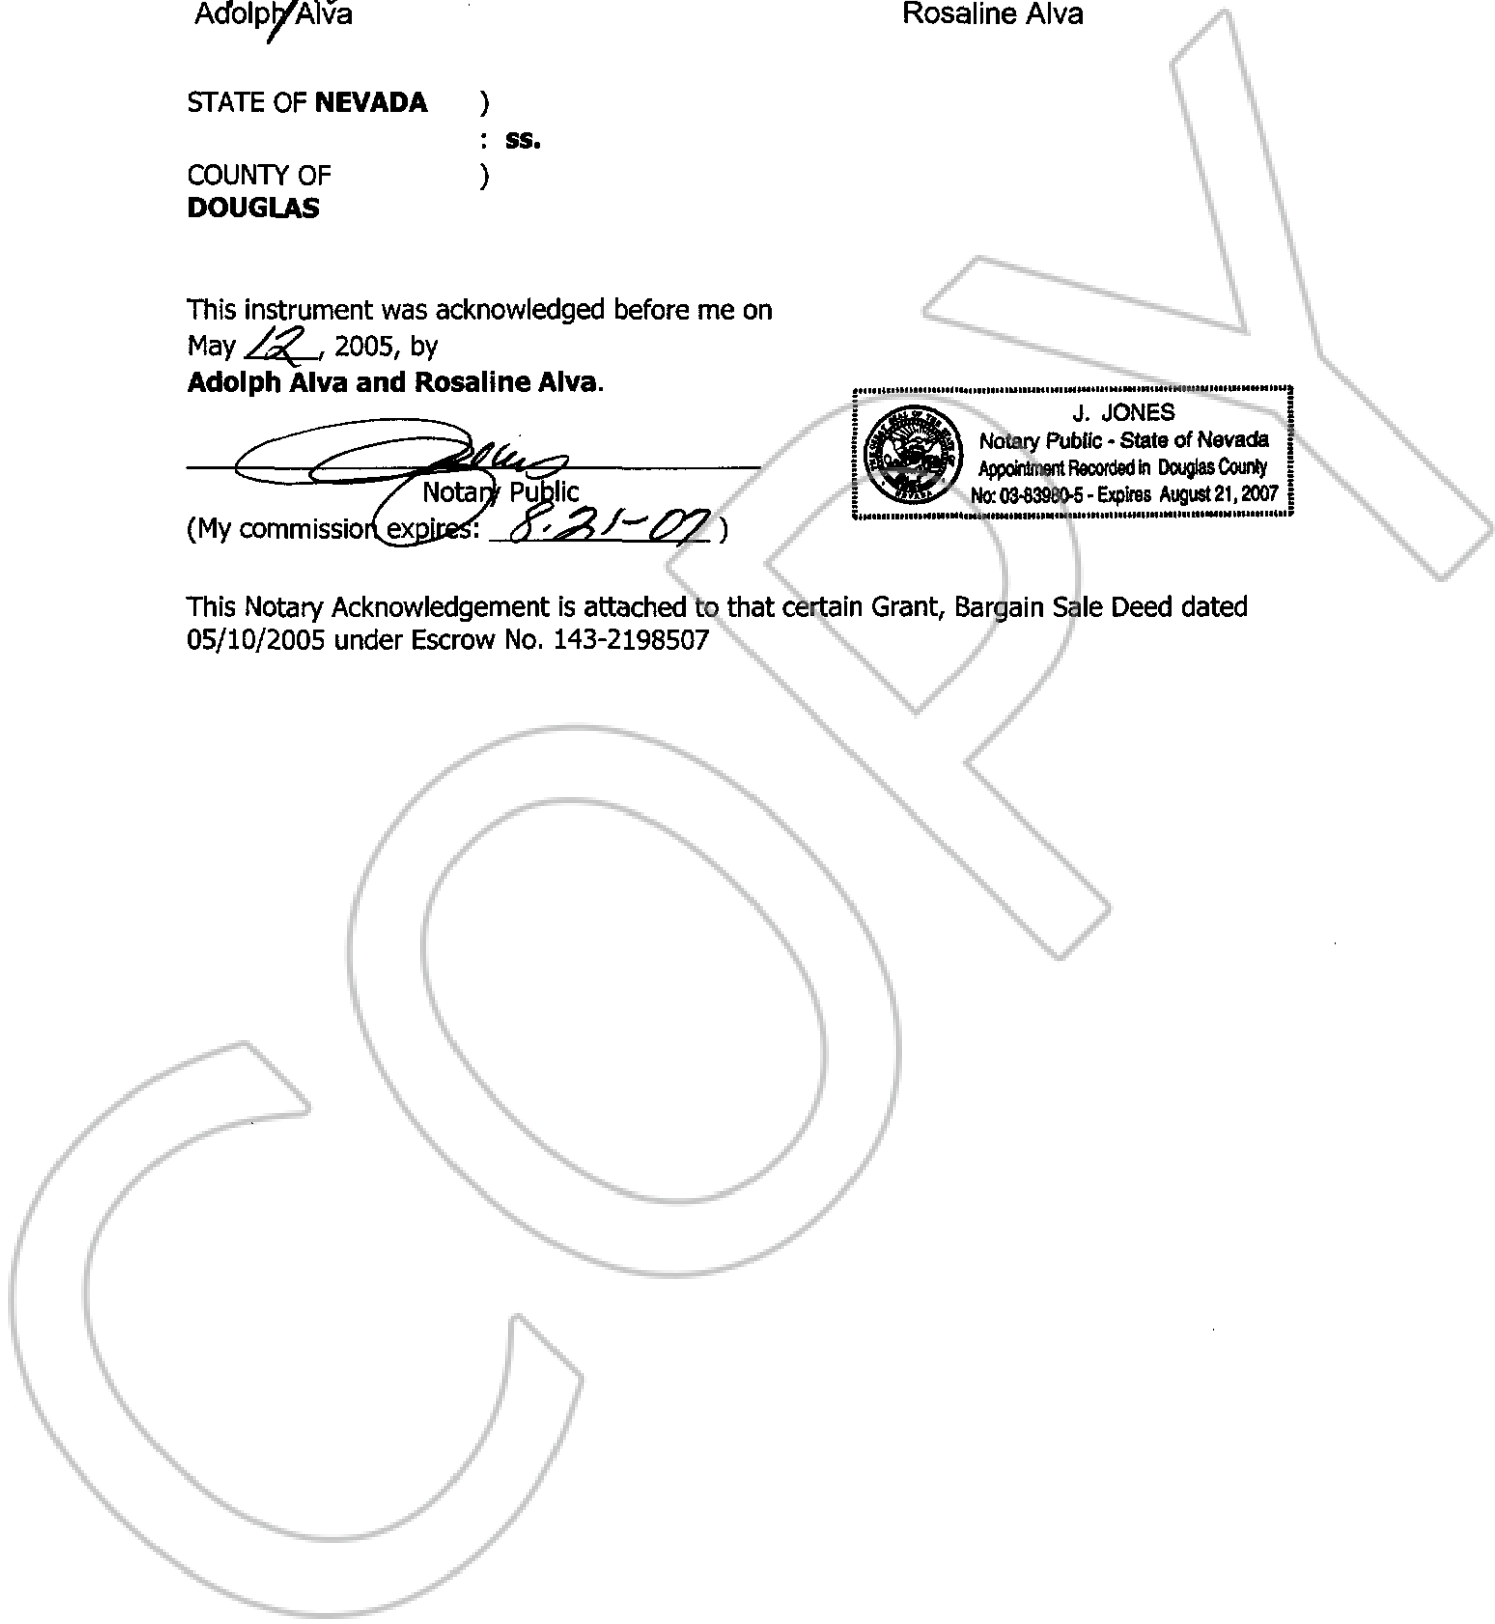 Adolph Alva Rosaline Alva
STATE OF NEVADA )
: ss.
COUNTY OF )
DOUGLAS
This instrument was acknowledged before me on
May 12, 2005, by
Adolph Alva and Rosaline Alva.
J. JONES
Notary Public - State of Nevada
Appointment Recorded in Douglas County
No: 03-83980-5 - Expires August 21, 2007
Notary Public
(My commission expires: 8-21-07)
This Notary Acknowledgement is attached to that certain Grant, Bargain Sale Deed dated
05/10/2005 under Escrow No. 143-2198507
COPY